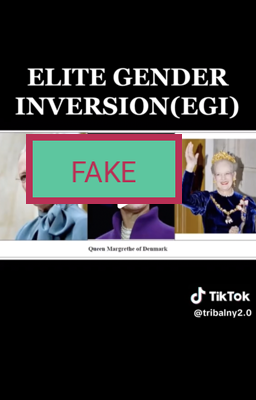 ELITE GENDER
INVERSION(EGI)
FAKE
Queen Margrethe of Denmark
TikTok
@tribalny2.0